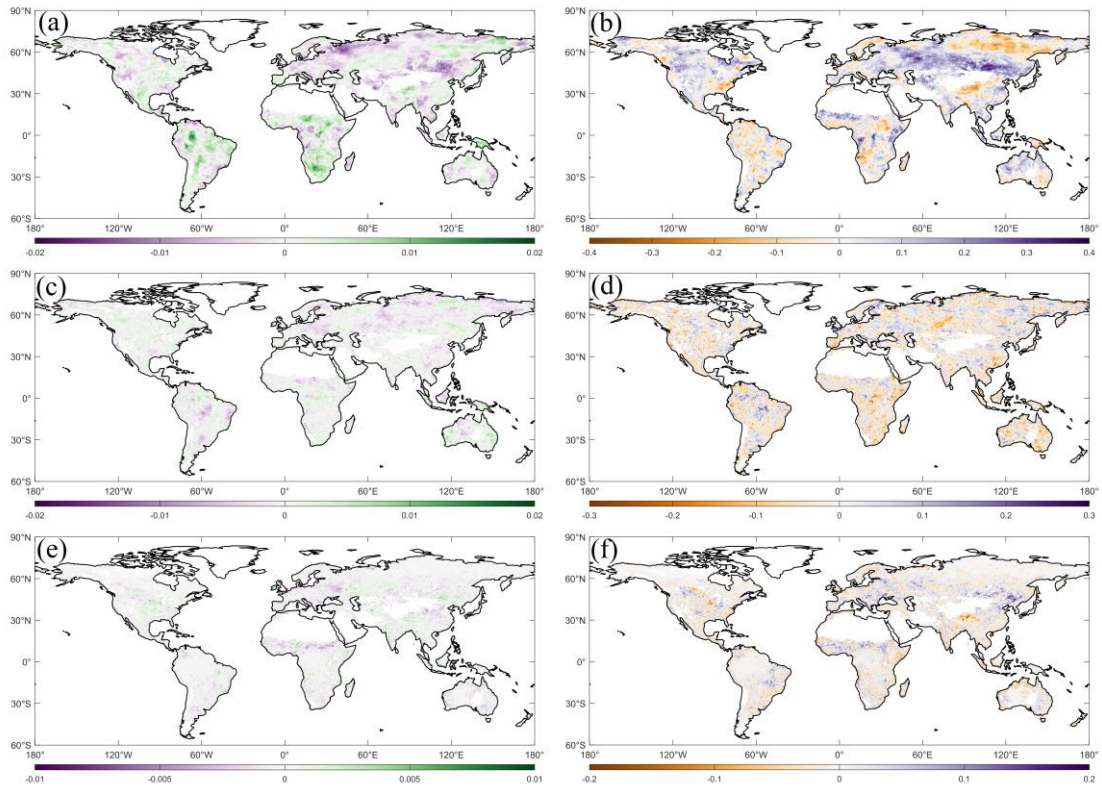 (a) (b)
90°N 90°N
60°N 60°N
30°N 30°N
0° 0°
30°S 30°S
60°S 60°S
180° 120°W 60°W 0° 60°E 120°E 180° 180° 120°W 60°W 0° 60°E 120°E 180°
-0.02 -0.01 0 0.01 0.02 -0.4 -0.3 -0.2 -0.1 0 0.1 0.2 0.3 0.4
(c) (d)
90°N 90°N
60°N 60°N
30°N 30°N
0° 0°
30°S 30°S
60°S 60°S
180° 120°W 60°W 0° 60°E 120°E 180° 180° 120°W 60°W 0° 60°E 120°E 180°
-0.02 -0.01 0 0.01 0.02 -0.3 -0.2 -0.1 0 0.1 0.2 0.3
(e) (f)
90°N 90°N
60°N 60°N
30°N 30°N
0° 0°
30°S 30°S
60°S 60°S
180° 120°W 60°W 0° 60°E 120°E 180° 180° 120°W 60°W 0° 60°E 120°E 180°
-0.01 -0.005 0 0.005 0.01 -0.2 -0.1 0 0.1 0.2